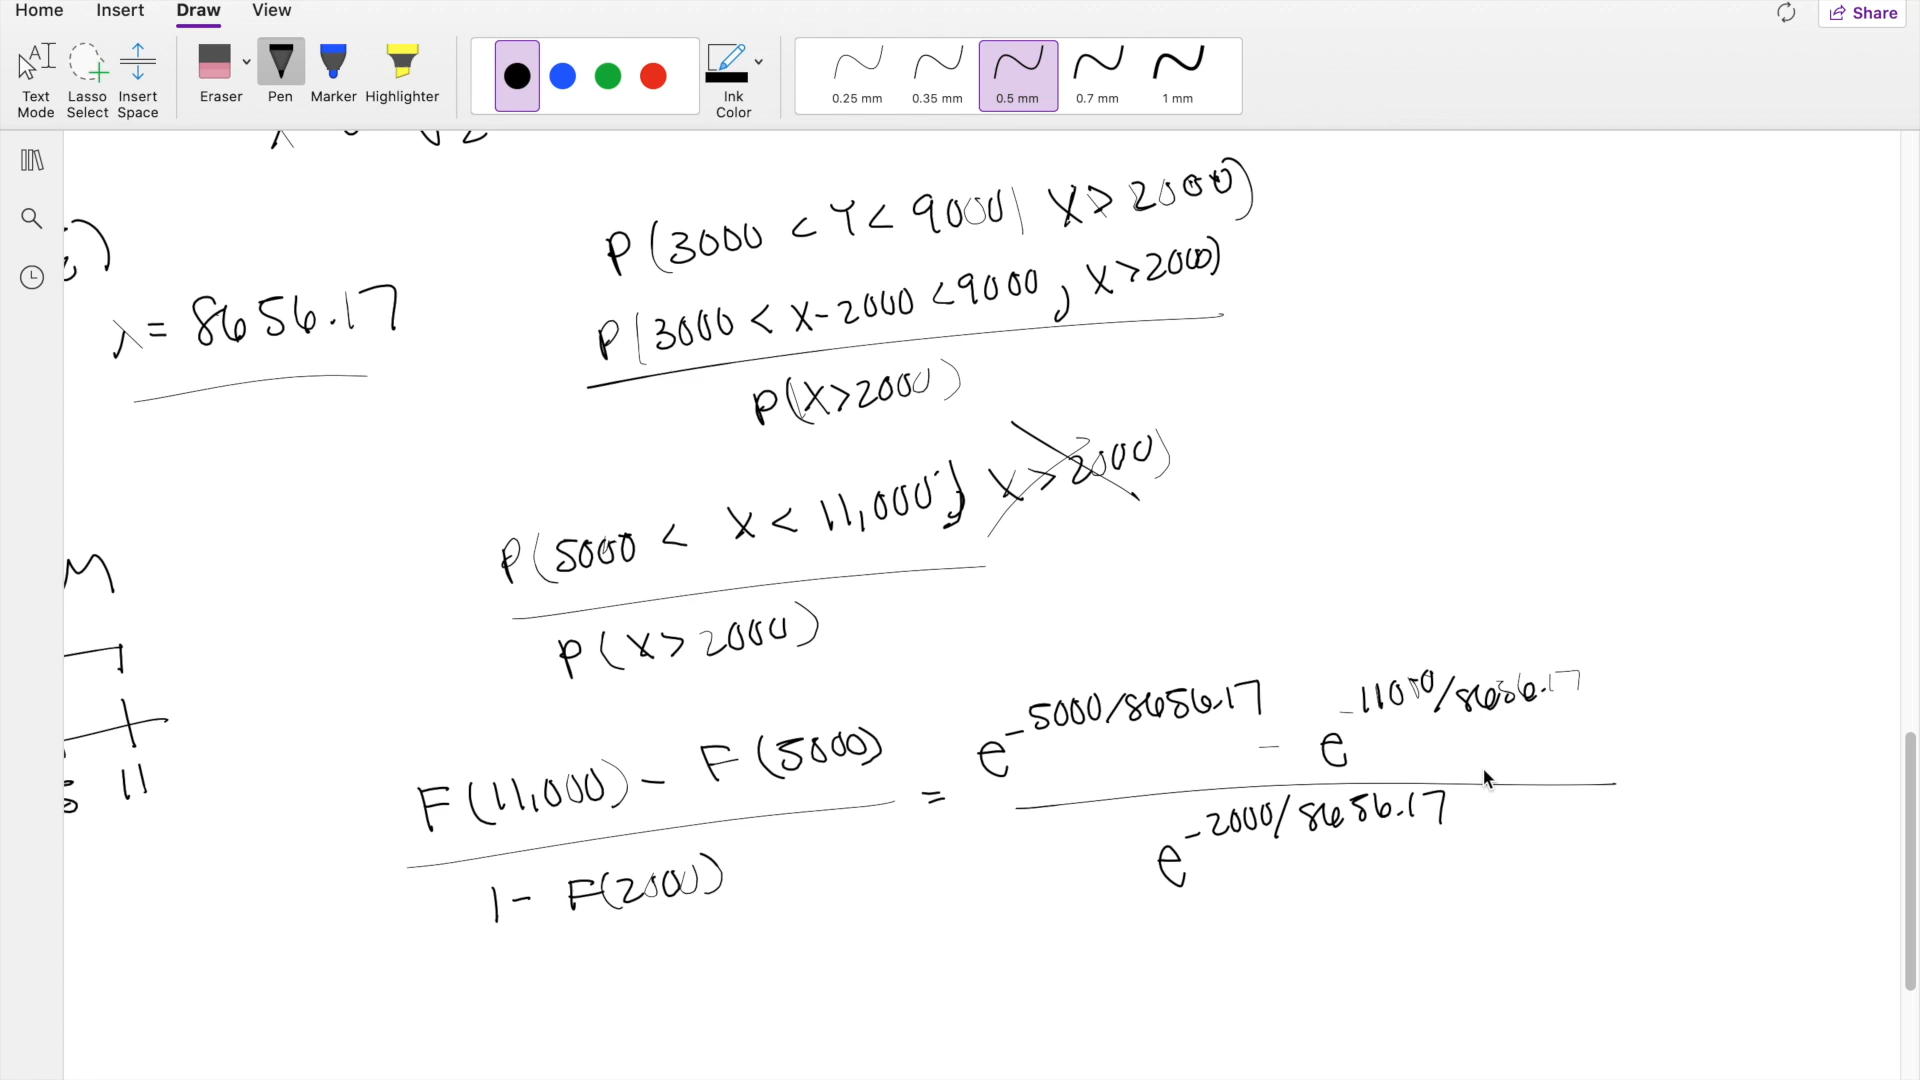 Home Insert Draw View Share
Text Mode Lasso Select Insert Space Eraser Pen Marker Highlighter Ink Color 0.25 mm 0.35 mm 0.5 mm 0.7 mm 1 mm
P(3000 < Y < 9000 | X > 2000)
P(3000 < X - 2000 < 9000, X > 2000)
λ = 8656.17
P(X > 2000)
P(5000 < X < 11,000, X > 2000)
P(X > 2000)
F(11,000) - F(5000) = e^-5000/8656.17 - e^-11000/8656.17
1 - F(2000)
e^-2000/8656.17
11